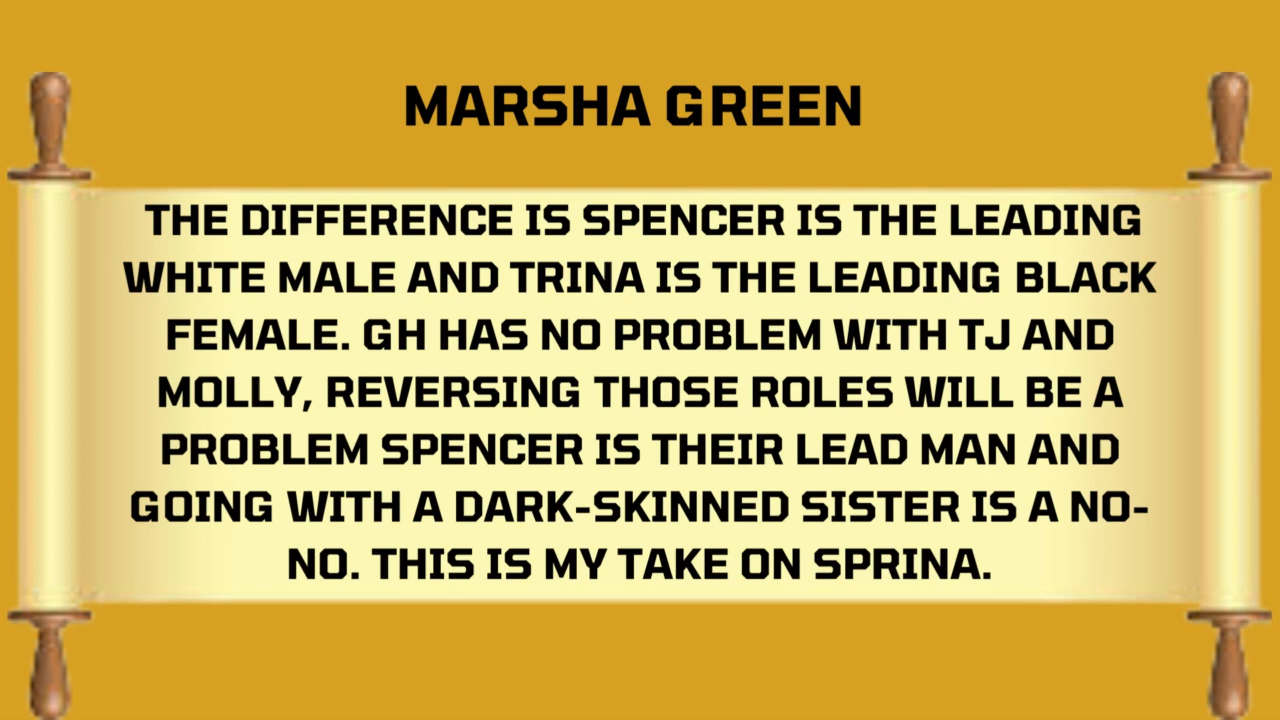 MARSHA GREEN
THE DIFFERENCE IS SPENCER IS THE LEADING
WHITE MALE AND TRINA IS THE LEADING BLACK
FEMALE. GH HAS NO PROBLEM WITH TJ AND
MOLLY, REVERSING THOSE ROLES WILL BE A
PROBLEM SPENCER IS THEIR LEAD MAN AND
GOING WITH A DARK-SKINNED SISTER IS A NO-
NO. THIS IS MY TAKE ON SPRINA.